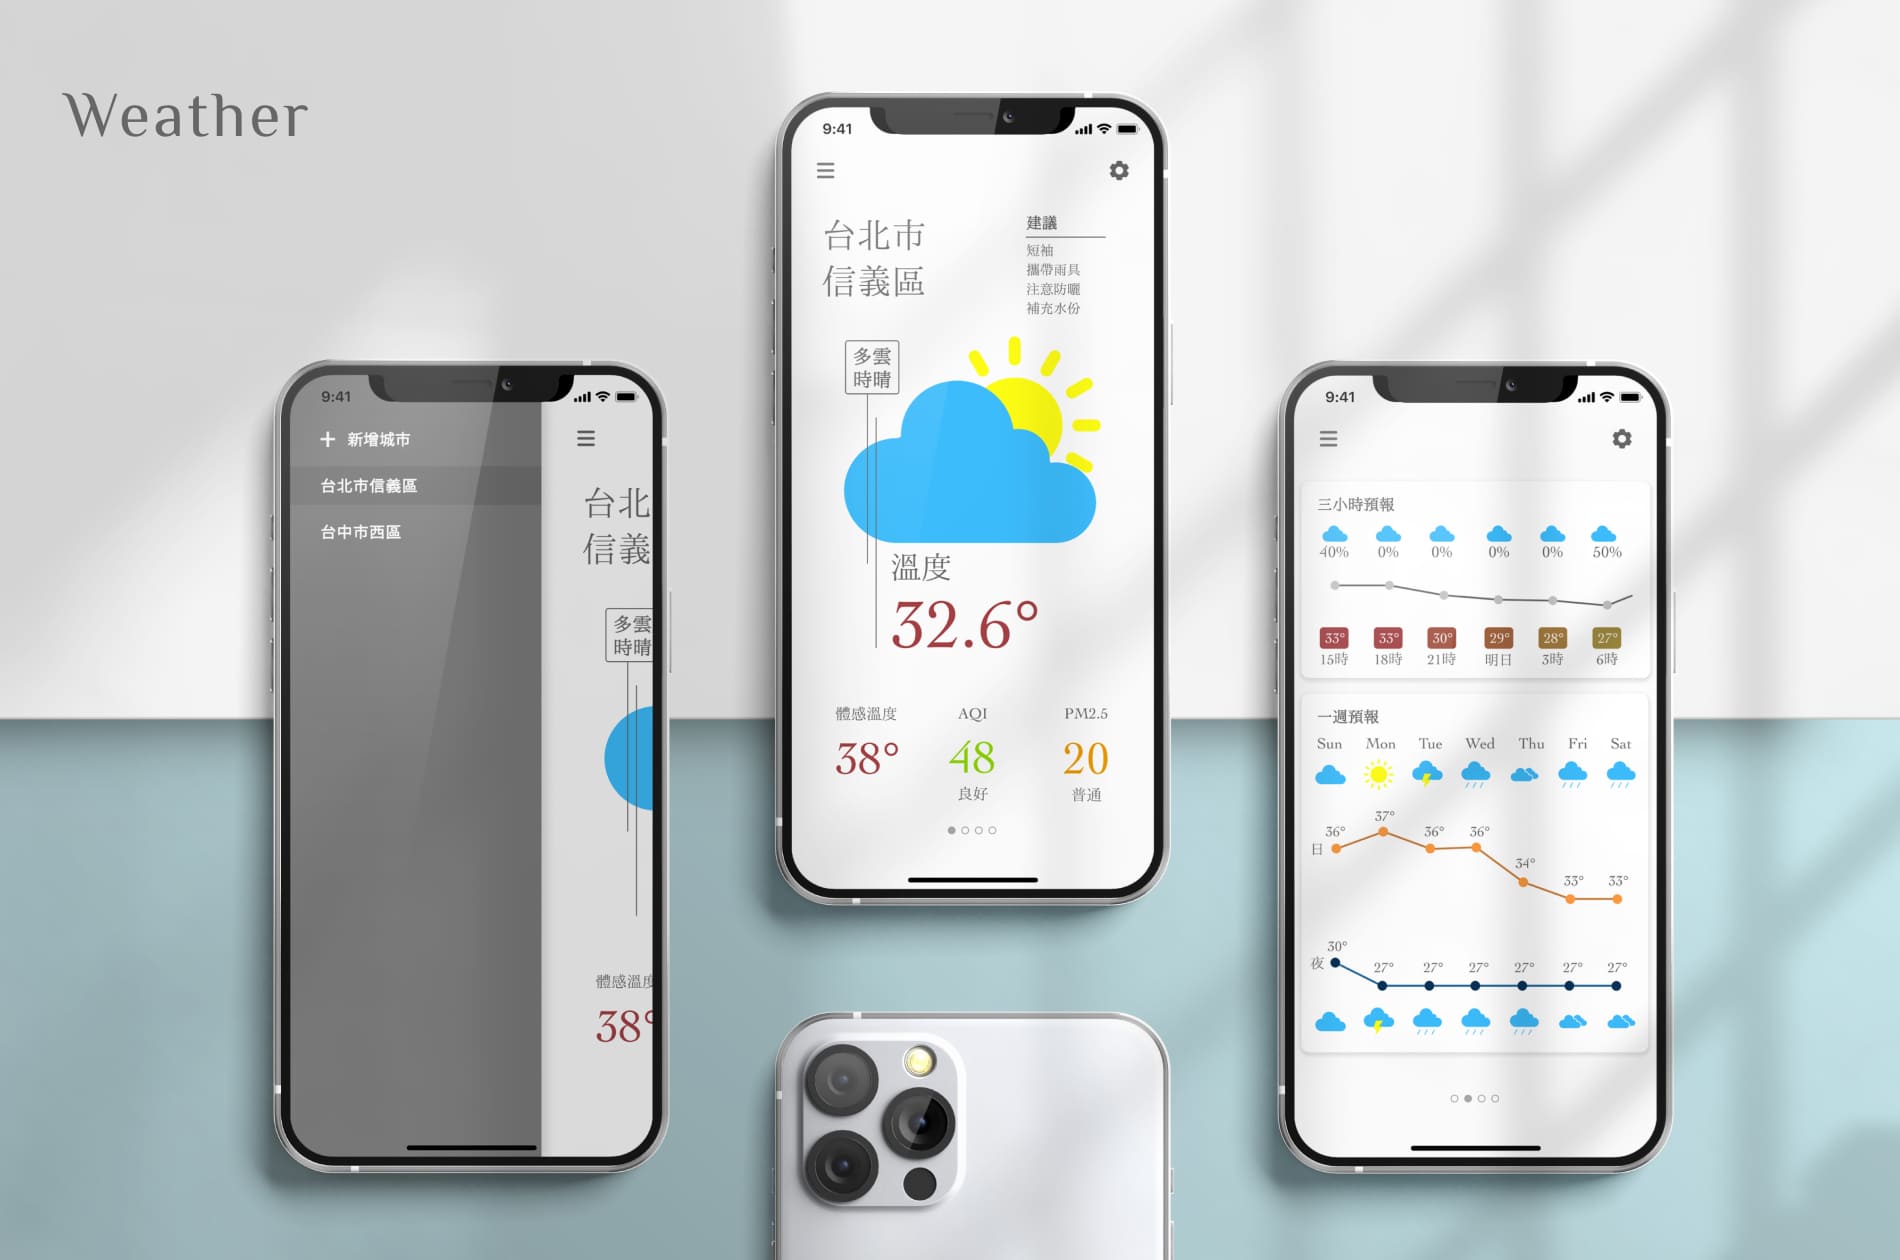 Weather
9:41
新增城市
台北市信義區
台中市西區
台北
信義
多雲
時晴
體感溫度
38°
9:41
台北市
信義區
建議
短袖
攜帶雨具
注意防曬
補充水份
多雲
時晴
溫度
32.6°
體感溫度 AQI PM2.5
38° 48 20
良好 普通
9:41
三小時預報
40% 0% 0% 0% 0% 50%
33° 33° 30° 29° 28° 27°
15時 18時 21時 明日 3時 6時
一週預報
Sun Mon Tue Wed Thu Fri Sat
36° 37° 36° 36° 34° 33° 33°
日
30° 27° 27° 27° 27° 27° 27°
夜